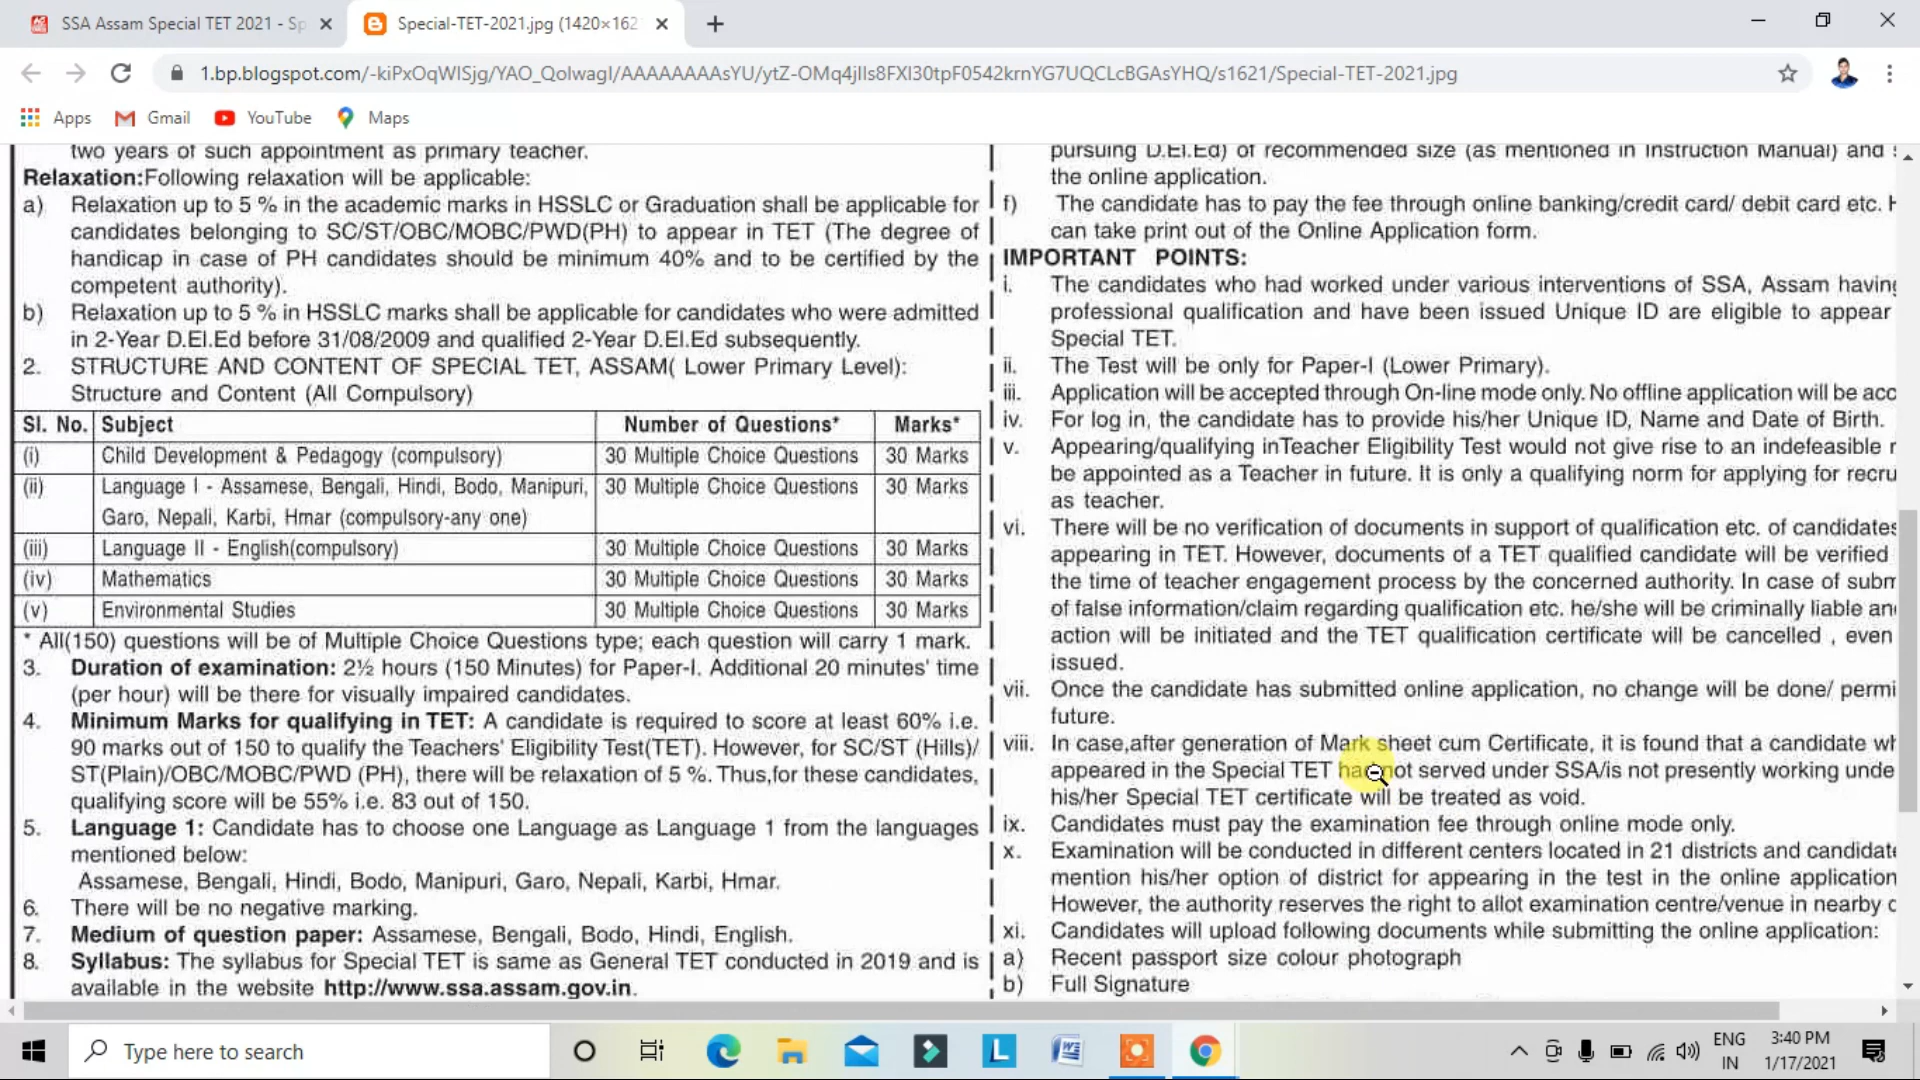 SSA Assam Special TET 2021 - Sp
Special-TET-2021.jpg (1420×162
1.bp.blogspot.com/-kiPxOqWlSjg/YAO_QolwagI/AAAAAAAAsYU/ytZ-OMq4jlls8FXl30tpF0542krnYG7UQCLcBGAsYHQ/s1621/Special-TET-2021.jpg
Apps Gmail YouTube Maps
two years of such appointment as primary teacher.
Relaxation:Following relaxation will be applicable:
a) Relaxation up to 5 % in the academic marks in HSSLC or Graduation shall be applicable for
candidates belonging to SC/ST/OBC/MOBC/PWD(PH) to appear in TET (The degree of
handicap in case of PH candidates should be minimum 40% and to be certified by the
competent authority).
b) Relaxation up to 5 % in HSSLC marks shall be applicable for candidates who were admitted
in 2-Year D.El.Ed before 31/08/2009 and qualified 2-Year D.El.Ed subsequently.
2. STRUCTURE AND CONTENT OF SPECIAL TET, ASSAM( Lower Primary Level):
Structure and Content (All Compulsory)
Sl. No. Subject Number of Questions* Marks*
(i) Child Development & Pedagogy (compulsory) 30 Multiple Choice Questions 30 Marks
(ii) Language I - Assamese, Bengali, Hindi, Bodo, Manipuri, 30 Multiple Choice Questions 30 Marks
Garo, Nepali, Karbi, Hmar (compulsory-any one)
(iii) Language II - English(compulsory) 30 Multiple Choice Questions 30 Marks
(iv) Mathematics 30 Multiple Choice Questions 30 Marks
(v) Environmental Studies 30 Multiple Choice Questions 30 Marks
* All(150) questions will be of Multiple Choice Questions type; each question will carry 1 mark.
3. Duration of examination: 2½ hours (150 Minutes) for Paper-I. Additional 20 minutes' time
(per hour) will be there for visually impaired candidates.
4. Minimum Marks for qualifying in TET: A candidate is required to score at least 60% i.e.
90 marks out of 150 to qualify the Teachers' Eligibility Test(TET). However, for SC/ST (Hills)/
ST(Plain)/OBC/MOBC/PWD (PH), there will be relaxation of 5 %. Thus,for these candidates,
qualifying score will be 55% i.e. 83 out of 150.
5. Language 1: Candidate has to choose one Language as Language 1 from the languages
mentioned below:
Assamese, Bengali, Hindi, Bodo, Manipuri, Garo, Nepali, Karbi, Hmar.
6. There will be no negative marking.
7. Medium of question paper: Assamese, Bengali, Bodo, Hindi, English.
8. Syllabus: The syllabus for Special TET is same as General TET conducted in 2019 and is
available in the website http://www.ssa.assam.gov.in.
pursuing D.El.Ed) of recommended size (as mentioned in Instruction Manual) and
the online application.
f) The candidate has to pay the fee through online banking/credit card/ debit card etc. H
can take print out of the Online Application form.
IMPORTANT POINTS:
i. The candidates who had worked under various interventions of SSA, Assam having
professional qualification and have been issued Unique ID are eligible to appear
Special TET.
ii. The Test will be only for Paper-I (Lower Primary).
iii. Application will be accepted through On-line mode only. No offline application will be acc
iv. For log in, the candidate has to provide his/her Unique ID, Name and Date of Birth.
v. Appearing/qualifying inTeacher Eligibility Test would not give rise to an indefeasible r
be appointed as a Teacher in future. It is only a qualifying norm for applying for recru
as teacher.
vi. There will be no verification of documents in support of qualification etc. of candidates
appearing in TET. However, documents of a TET qualified candidate will be verified
the time of teacher engagement process by the concerned authority. In case of subm
of false information/claim regarding qualification etc. he/she will be criminally liable an
action will be initiated and the TET qualification certificate will be cancelled , even
issued.
vii. Once the candidate has submitted online application, no change will be done/ permi
future.
viii. In case,after generation of Mark sheet cum Certificate, it is found that a candidate wh
appeared in the Special TET has not served under SSA/is not presently working unde
his/her Special TET certificate will be treated as void.
ix. Candidates must pay the examination fee through online mode only.
x. Examination will be conducted in different centers located in 21 districts and candidate
mention his/her option of district for appearing in the test in the online application
However, the authority reserves the right to allot examination centre/venue in nearby d
xi. Candidates will upload following documents while submitting the online application:
a) Recent passport size colour photograph
b) Full Signature
Type here to search
ENG
IN
3:40 PM
1/17/2021